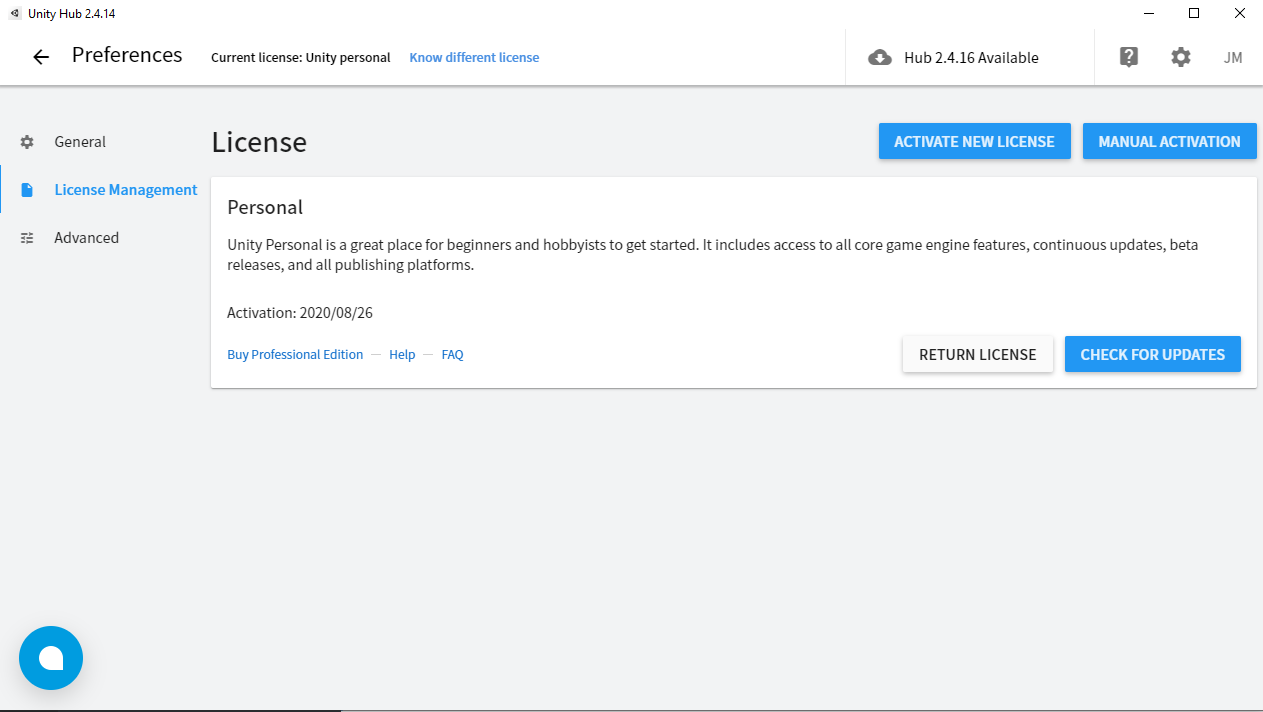 Unity Hub 2.4.14
Preferences
Current license: Unity personal
Know different license
Hub 2.4.16 Available
JM
General
License Management
Advanced
License
ACTIVATE NEW LICENSE
MANUAL ACTIVATION
Personal
Unity Personal is a great place for beginners and hobbyists to get started. It includes access to all core game engine features, continuous updates, beta
releases, and all publishing platforms.
Activation: 2020/08/26
Buy Professional Edition — Help — FAQ
RETURN LICENSE
CHECK FOR UPDATES